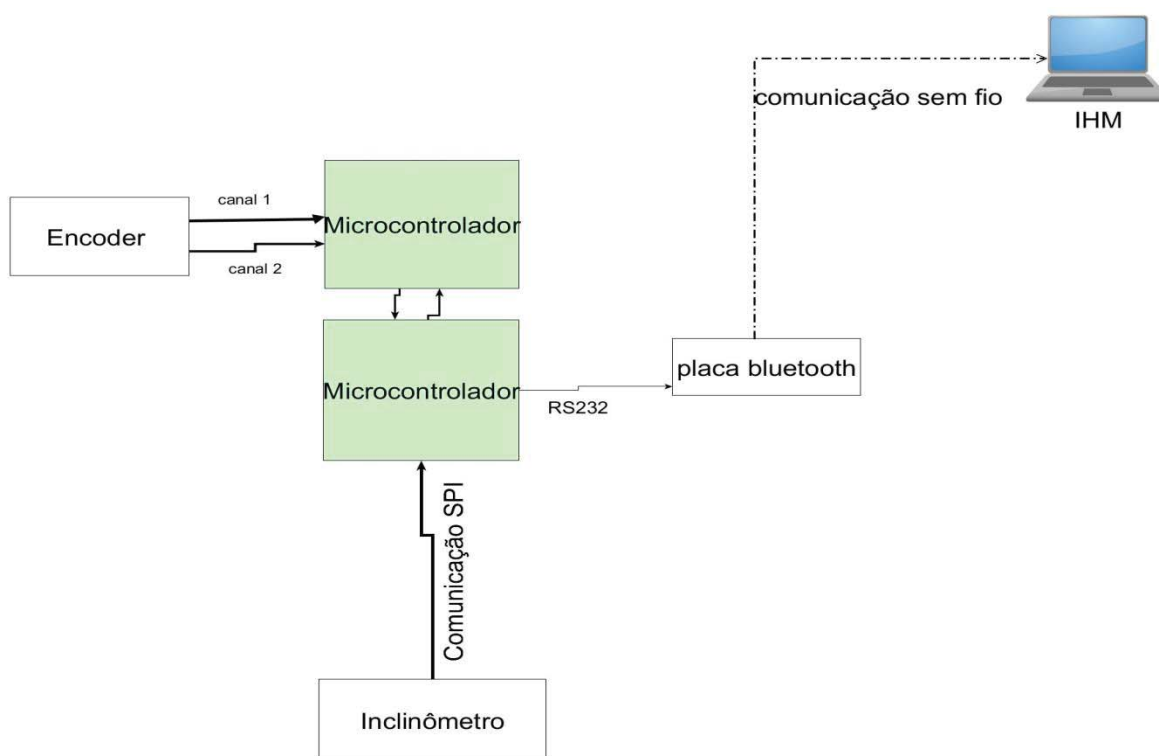 comunicação sem fio
IHM
canal 1
Encoder
canal 2
Microcontrolador
Microcontrolador
RS232
placa bluetooth
Comunicação SPI
Inclinômetro